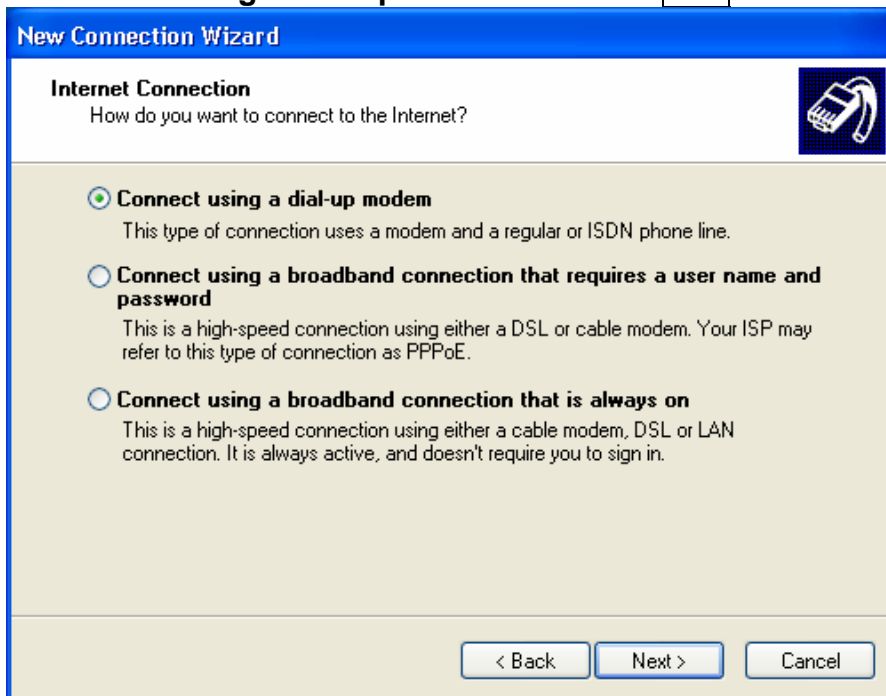 New Connection Wizard
Internet Connection
How do you want to connect to the Internet?
Connect using a dial-up modem
This type of connection uses a modem and a regular or ISDN phone line.
Connect using a broadband connection that requires a user name and
password
This is a high-speed connection using either a DSL or cable modem. Your ISP may
refer to this type of connection as PPPoE.
Connect using a broadband connection that is always on
This is a high-speed connection using either a cable modem, DSL or LAN
connection. It is always active, and doesn't require you to sign in.
< Back Next > Cancel